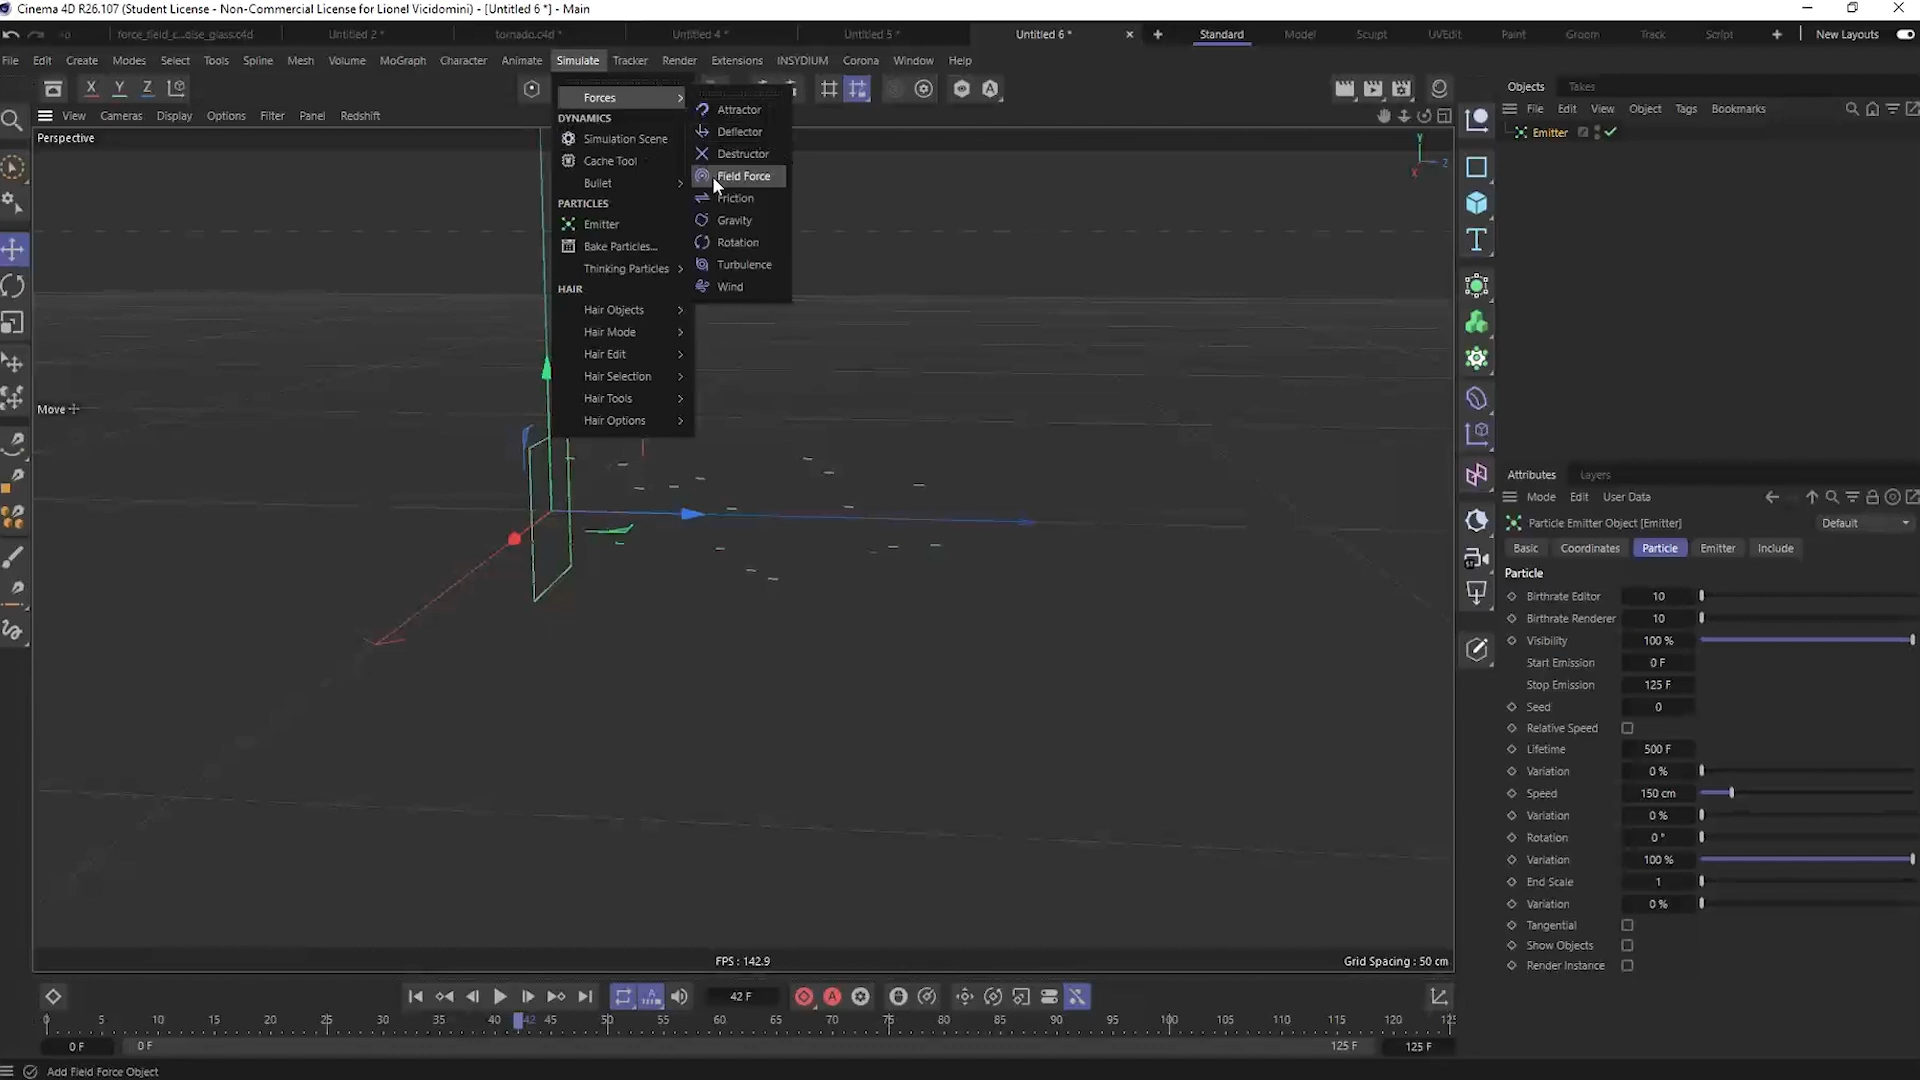 Cinema 4D R26.107 (Student License - Non-Commercial License for Lionel Vicidomini) - [Untitled 6 *] - Main
force_field_c...oise_glass.c4d Untitled 2 * tornado.c4d * Untitled 4 * Untitled 5 * Untitled 6 * Standard Model Sculpt UVEdit Paint Groom Track Script New Layouts
File Edit Create Modes Select Tools Spline Mesh Volume MoGraph Character Animate Simulate Tracker Render Extensions INSYDIUM Corona Window Help
X Y Z
View Cameras Display Options Filter Panel Redshift
Perspective
Forces
DYNAMICS
Simulation Scene
Cache Tool
Bullet
PARTICLES
Emitter
Bake Particles...
Thinking Particles
HAIR
Hair Objects
Hair Mode
Hair Edit
Hair Selection
Hair Tools
Hair Options
Attractor
Deflector
Destructor
Field Force
Friction
Gravity
Rotation
Turbulence
Wind
Y
Z
X
Move
FPS : 142.9
Grid Spacing : 50 cm
Objects Takes
File Edit View Object Tags Bookmarks
Emitter
Attributes Layers
Mode Edit User Data
Particle Emitter Object [Emitter] Default
Basic Coordinates Particle Emitter Include
Particle
Birthrate Editor 10
Birthrate Renderer 10
Visibility 100 %
Start Emission 0 F
Stop Emission 125 F
Seed 0
Relative Speed
Lifetime 500 F
Variation 0 %
Speed 150 cm
Variation 0 %
Rotation 0 °
Variation 100 %
End Scale 1
Variation 0 %
Tangential
Show Objects
Render Instance
42 F
0 5 10 15 20 25 30 35 40 42 45 50 55 60 65 70 75 80 85 90 95 100 105 110 115 120 125
0 F 0 F 125 F 125 F
Add Field Force Object